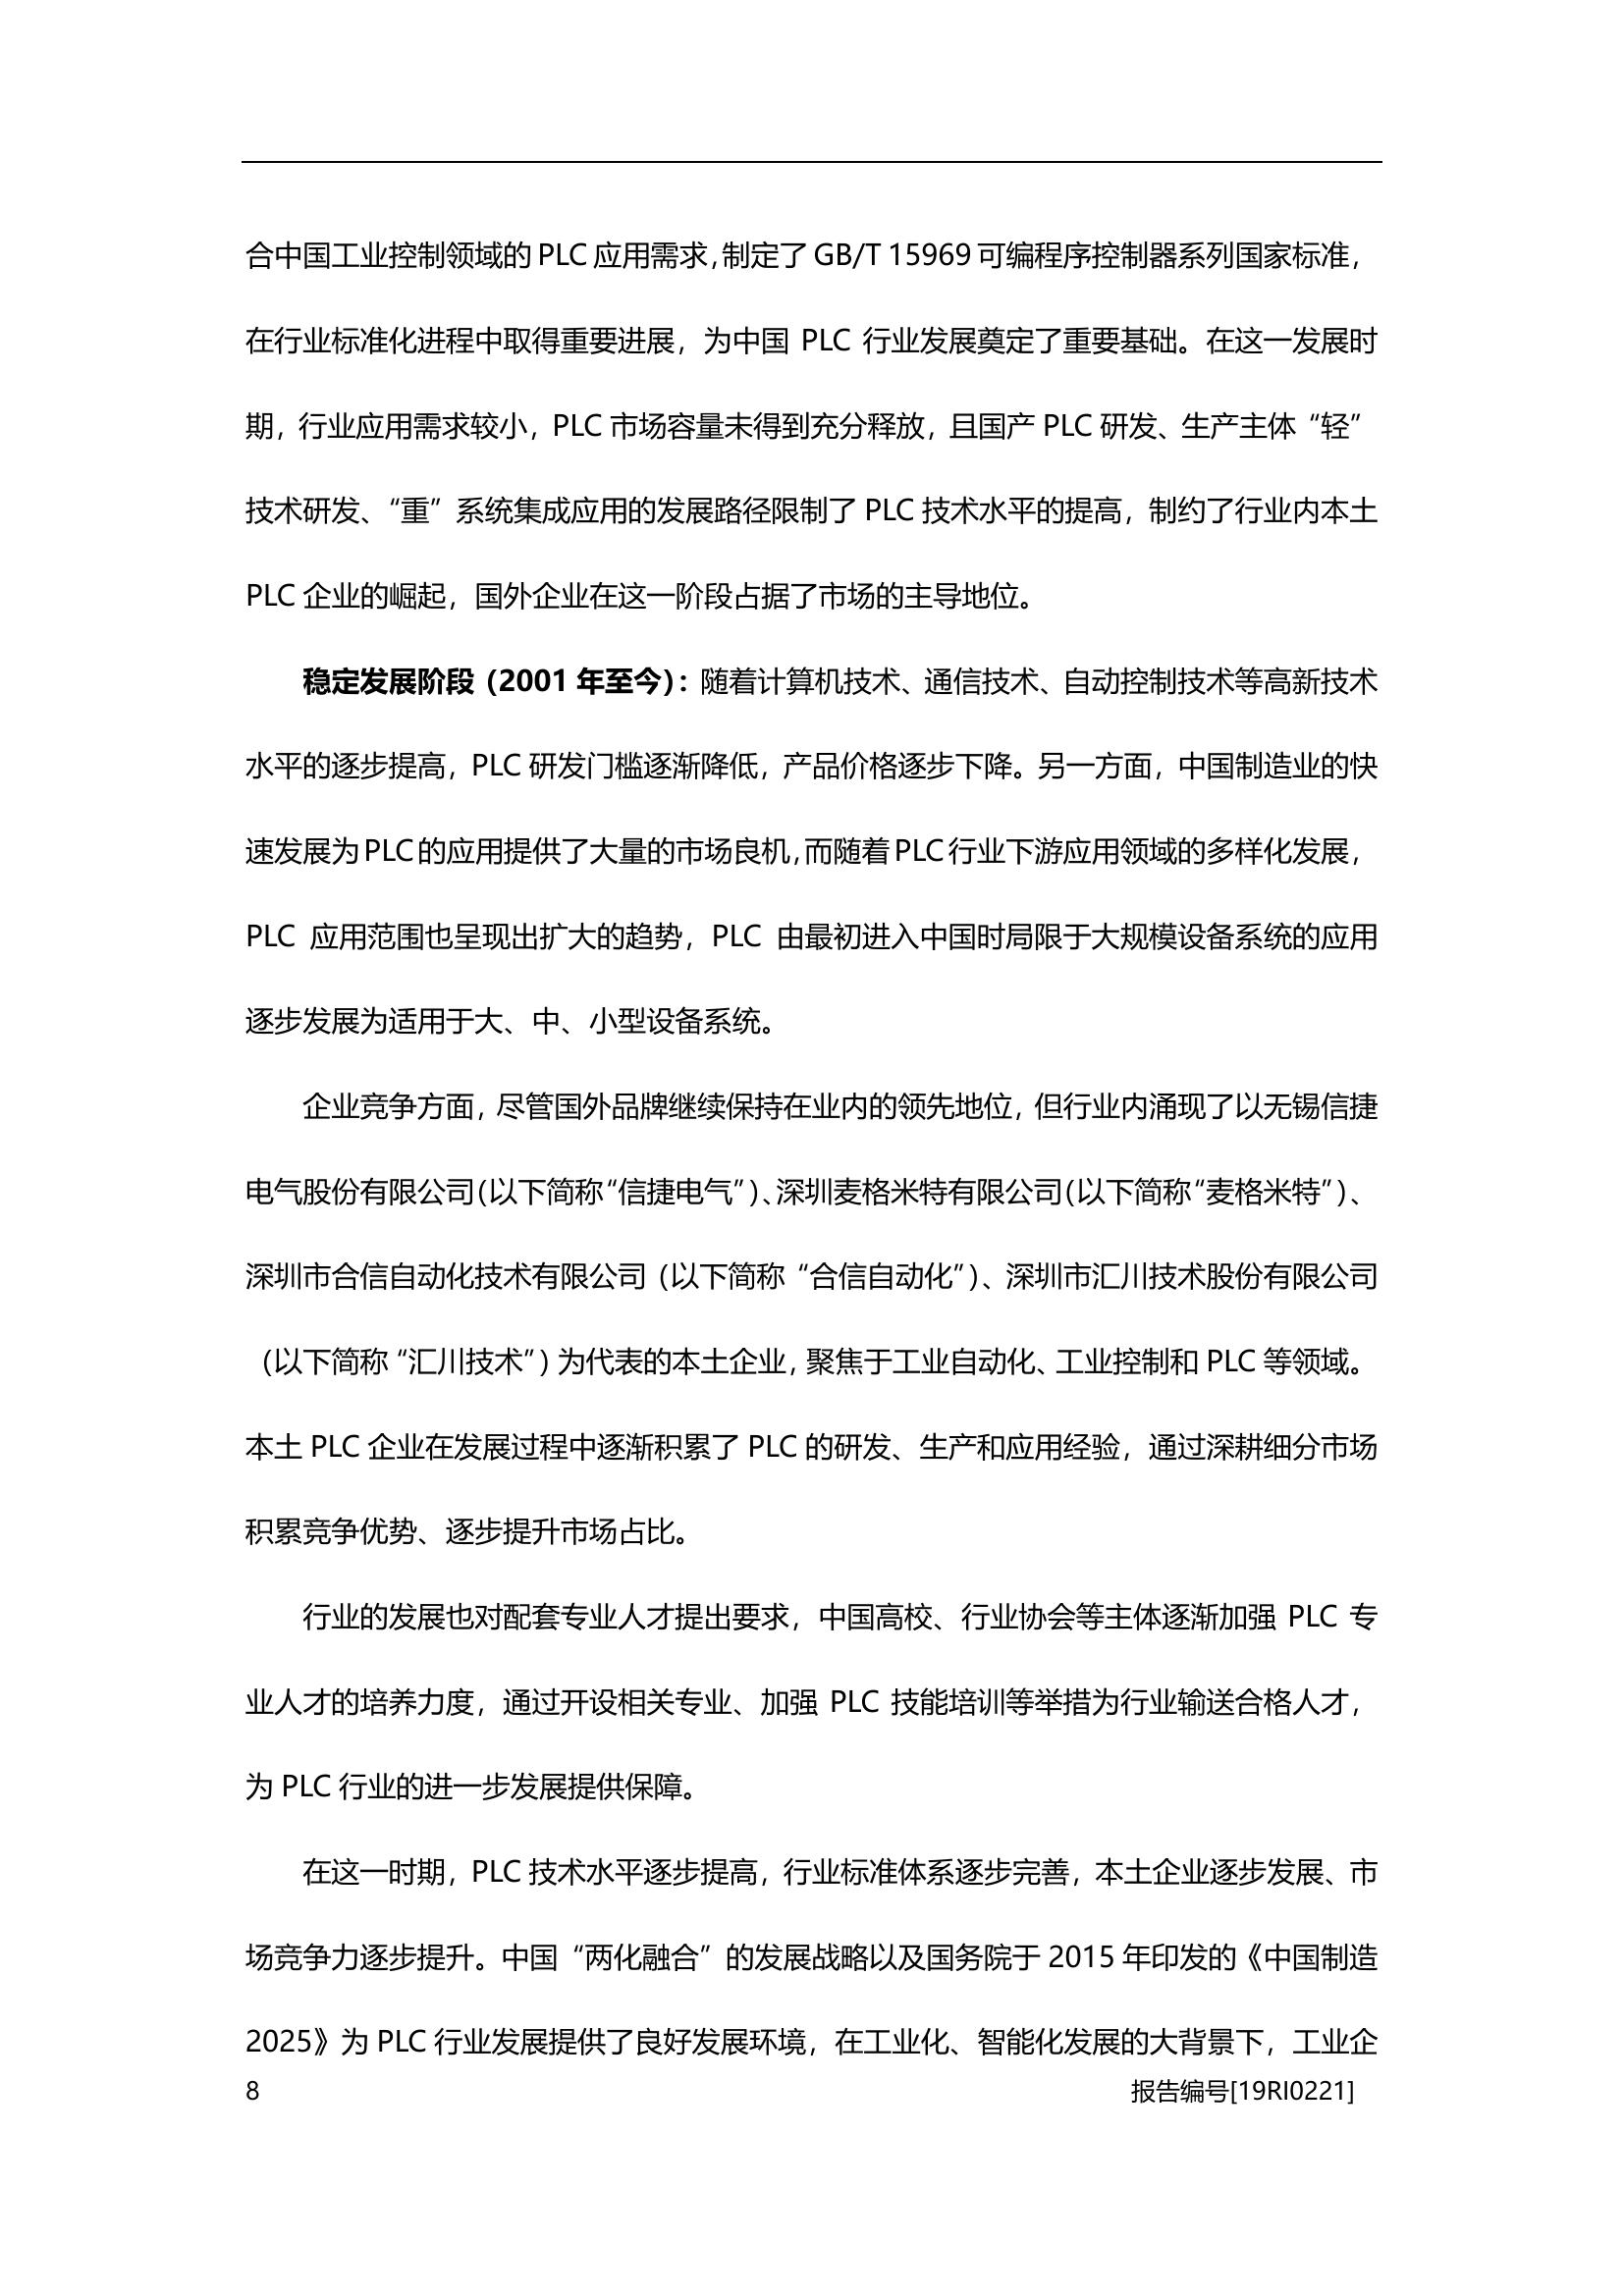 合中国工业控制领域的 PLC 应用需求，制定了 GB/T 15969 可编程序控制器系列国家标准，
在行业标准化进程中取得重要进展，为中国 PLC 行业发展奠定了重要基础。在这一发展时
期，行业应用需求较小，PLC 市场容量未得到充分释放，且国产 PLC 研发、生产主体“轻”
技术研发、“重”系统集成应用的发展路径限制了 PLC 技术水平的提高，制约了行业内本土
PLC 企业的崛起，国外企业在这一阶段占据了市场的主导地位。
稳定发展阶段（2001 年至今）：随着计算机技术、通信技术、自动控制技术等高新技术
水平的逐步提高，PLC 研发门槛逐渐降低，产品价格逐步下降。另一方面，中国制造业的快
速发展为 PLC 的应用提供了大量的市场良机，而随着 PLC 行业下游应用领域的多样化发展，
PLC 应用范围也呈现出扩大的趋势，PLC 由最初进入中国时局限于大规模设备系统的应用
逐步发展为适用于大、中、小型设备系统。
企业竞争方面，尽管国外品牌继续保持在业内的领先地位，但行业内涌现了以无锡信捷
电气股份有限公司（以下简称“信捷电气”）、深圳麦格米特有限公司（以下简称“麦格米特”）、
深圳市合信自动化技术有限公司（以下简称“合信自动化”）、深圳市汇川技术股份有限公司
（以下简称“汇川技术”）为代表的本土企业，聚焦于工业自动化、工业控制和 PLC 等领域。
本土 PLC 企业在发展过程中逐渐积累了 PLC 的研发、生产和应用经验，通过深耕细分市场
积累竞争优势、逐步提升市场占比。
行业的发展也对配套专业人才提出要求，中国高校、行业协会等主体逐渐加强 PLC 专
业人才的培养力度，通过开设相关专业、加强 PLC 技能培训等举措为行业输送合格人才，
为 PLC 行业的进一步发展提供保障。
在这一时期，PLC 技术水平逐步提高，行业标准体系逐步完善，本土企业逐步发展、市
场竞争力逐步提升。中国“两化融合”的发展战略以及国务院于 2015 年印发的《中国制造
2025》为 PLC 行业发展提供了良好发展环境，在工业化、智能化发展的大背景下，工业企
8 报告编号[19RI0221]